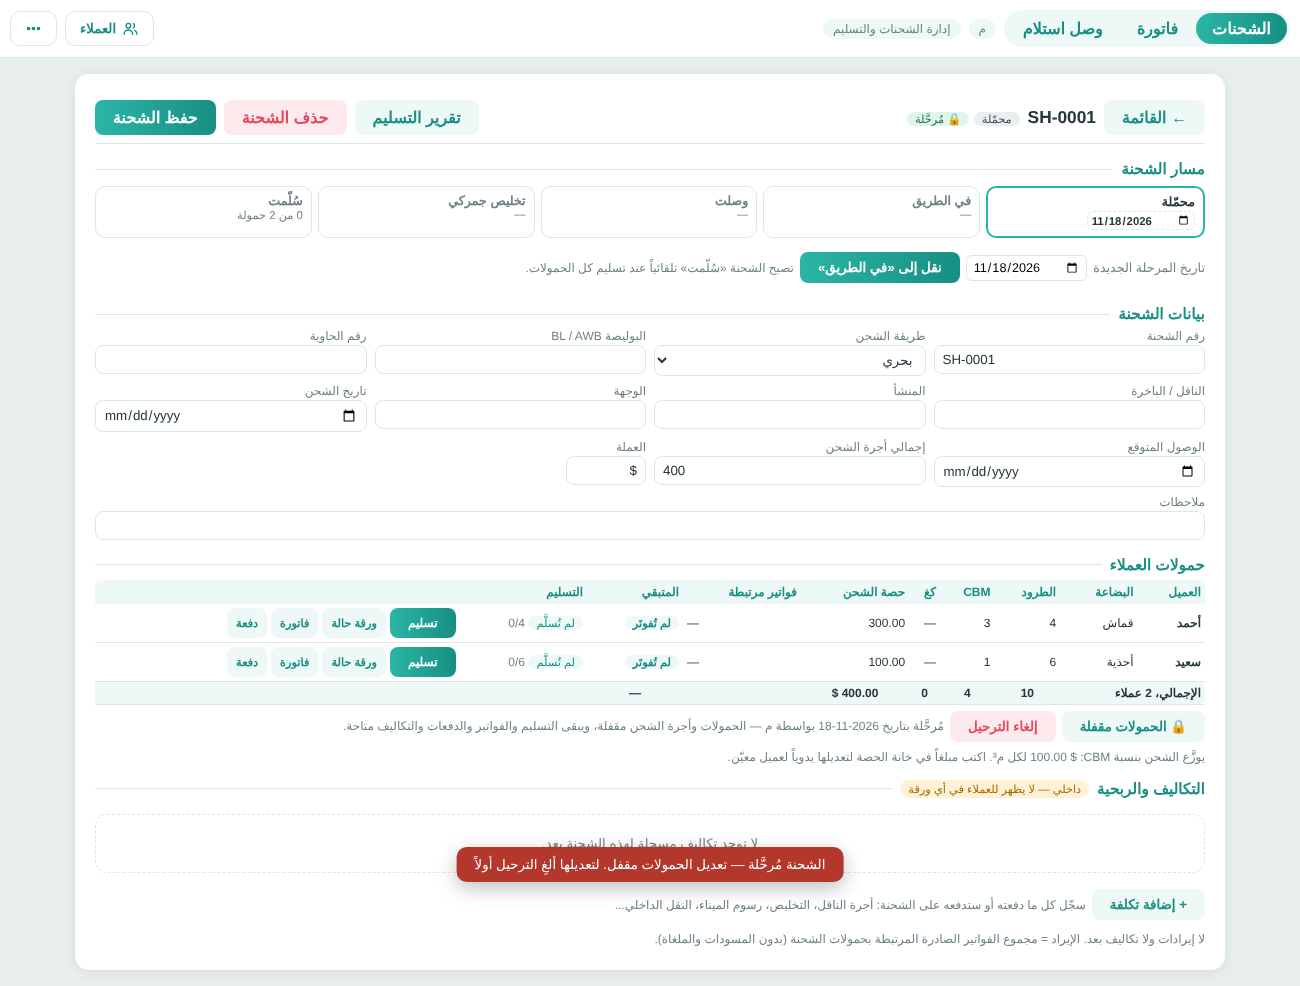 الشحنات فاتورة وصل استلام م إدارة الشحنات والتسليم العملاء •••
← القائمة SH-0001 محمّلة 🔒 مُرحَّلة تقرير التسليم حذف الشحنة حفظ الشحنة
مسار الشحنة
محمّلة في الطريق وصلت تخليص جمركي سُلّمت
11/18/2026 — — — 0 من 2 حمولة
تاريخ المرحلة الجديدة 11/18/2026 نقل إلى «في الطريق» تصبح الشحنة «سُلّمت» تلقائياً عند تسليم كل الحمولات.
بيانات الشحنة
رقم الشحنة طريقة الشحن البوليصة BL / AWB رقم الحاوية
SH-0001 بحري
الناقل / الباخرة المنشأ الوجهة تاريخ الشحن
mm/dd/yyyy
الوصول المتوقع إجمالي أجرة الشحن العملة
mm/dd/yyyy 400 $
ملاحظات
حمولات العملاء
العميل البضاعة الطرود CBM كغ حصة الشحن فواتير مرتبطة المتبقي التسليم
أحمد قماش 4 3 — 300.00 — لم تُفوتَر لم تُسلَّم 0/4 تسليم ورقة حالة فاتورة دفعة
سعيد أحذية 6 1 — 100.00 — لم تُفوتَر لم تُسلَّم 0/6 تسليم ورقة حالة فاتورة دفعة
الإجمالي، 2 عملاء 10 4 0 400.00 $ —
🔒 الحمولات مقفلة إلغاء الترحيل مُرحَّلة بتاريخ 2026-11-18 بواسطة م — الحمولات وأجرة الشحن مقفلة، ويبقى التسليم والفواتير والدفعات والتكاليف متاحة.
يوزَّع الشحن بنسبة CBM: $ 100.00 لكل م³. اكتب مبلغاً في خانة الحصة لتعديلها يدوياً لعميل معيّن.
التكاليف والربحية داخلي — لا يظهر للعملاء في أي ورقة
لا توجد تكاليف مسجلة لهذه الشحنة بعد.
الشحنة مُرحَّلة — تعديل الحمولات مقفل. لتعديلها ألغِ الترحيل أولاً
+ إضافة تكلفة سجّل كل ما دفعته أو ستدفعه على الشحنة: أجرة الناقل، التخليص، رسوم الميناء، النقل الداخلي...
لا إيرادات ولا تكاليف بعد. الإيراد = مجموع الفواتير الصادرة المرتبطة بحمولات الشحنة (بدون المسودات والملغاة).